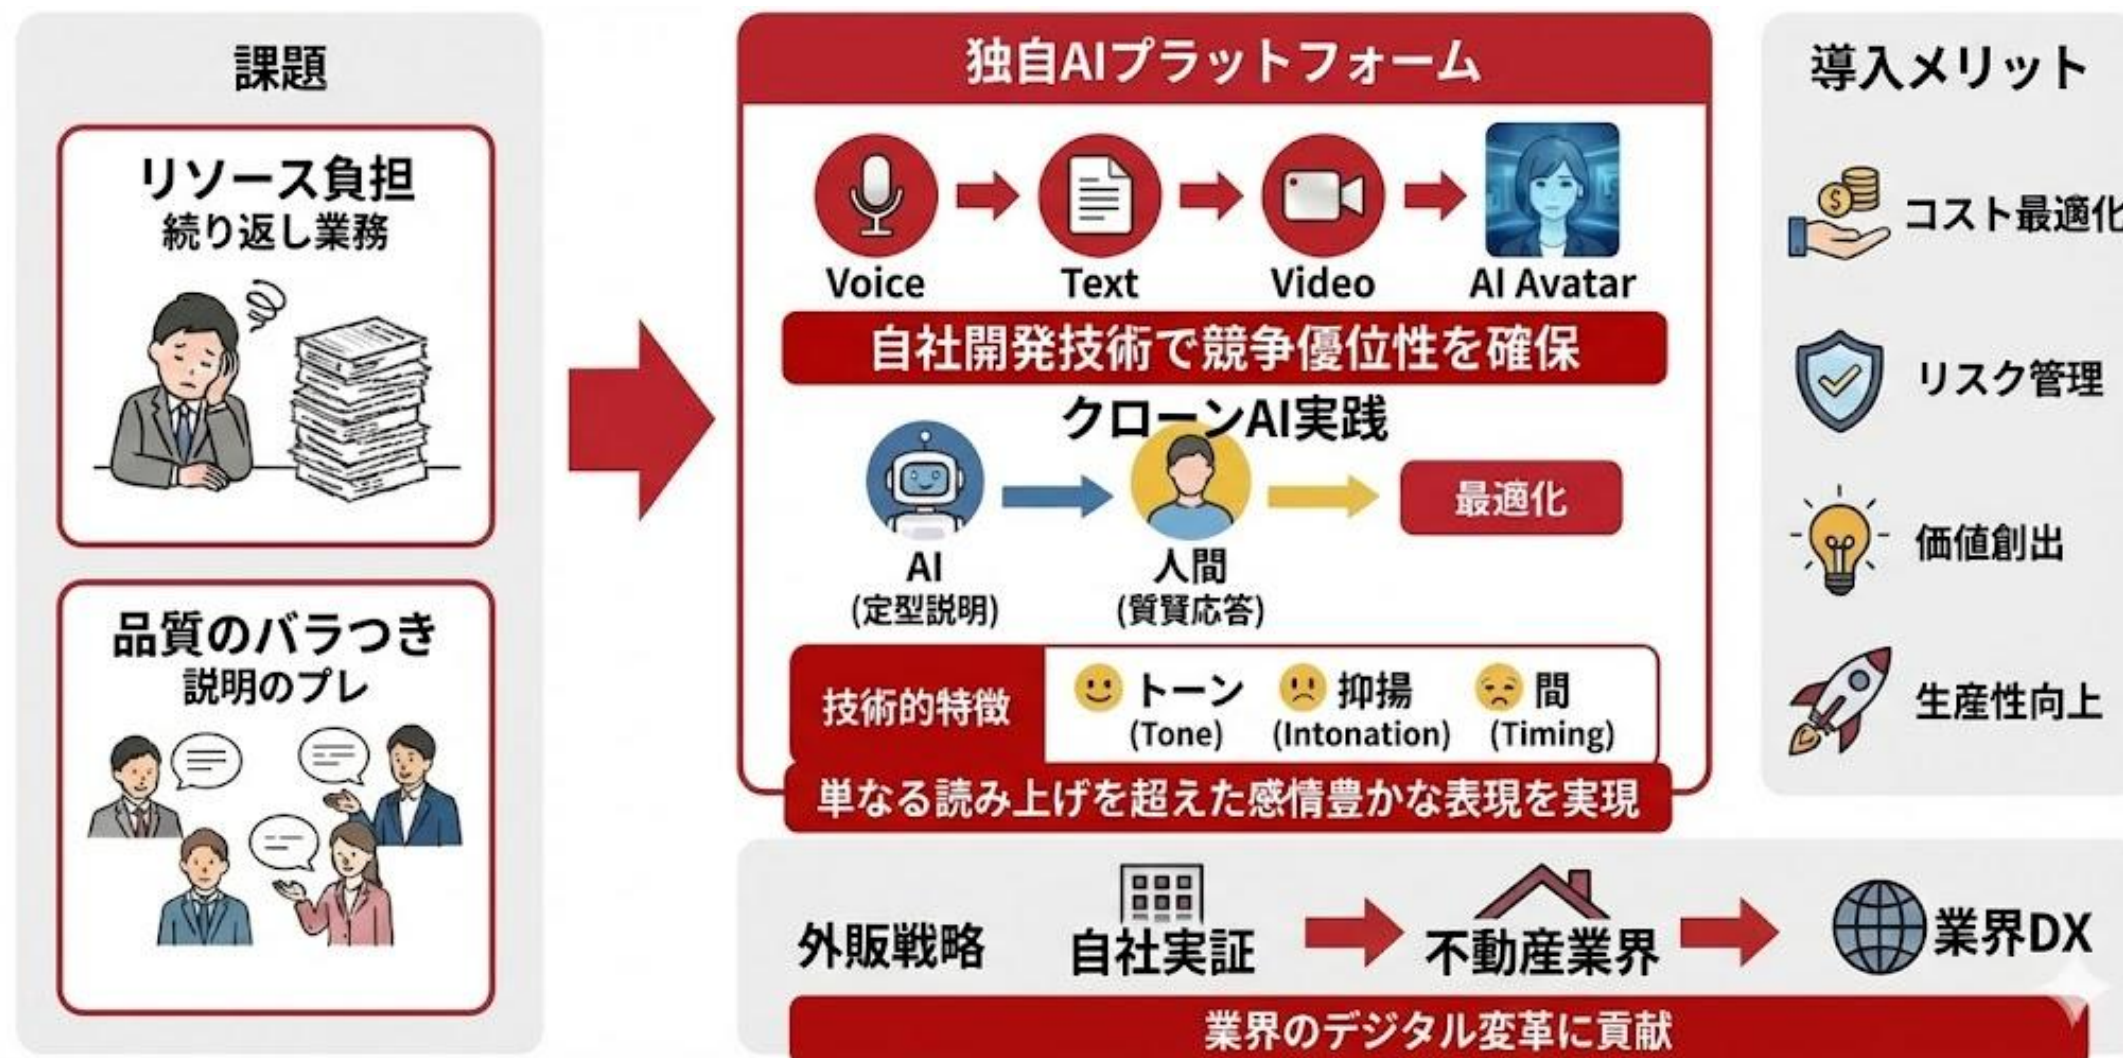 課題
リソース負担
続り返し業務
品質のバラつき
説明のプレ
独自AIプラットフォーム
Voice
Text
Video
AI Avatar
自社開発技術で競争優位性を確保
クローンAI実践
AI
(定型説明)
人間
(質賢応答)
最適化
技術的特徴
トーン
(Tone)
抑揚
(Intonation)
間
(Timing)
単なる読み上げを超えた感情豊かな表現を実現
導入メリット
コスト最適化
リスク管理
価値創出
生産性向上
外販戦略
自社実証
不動産業界
業界DX
業界のデジタル変革に貢献